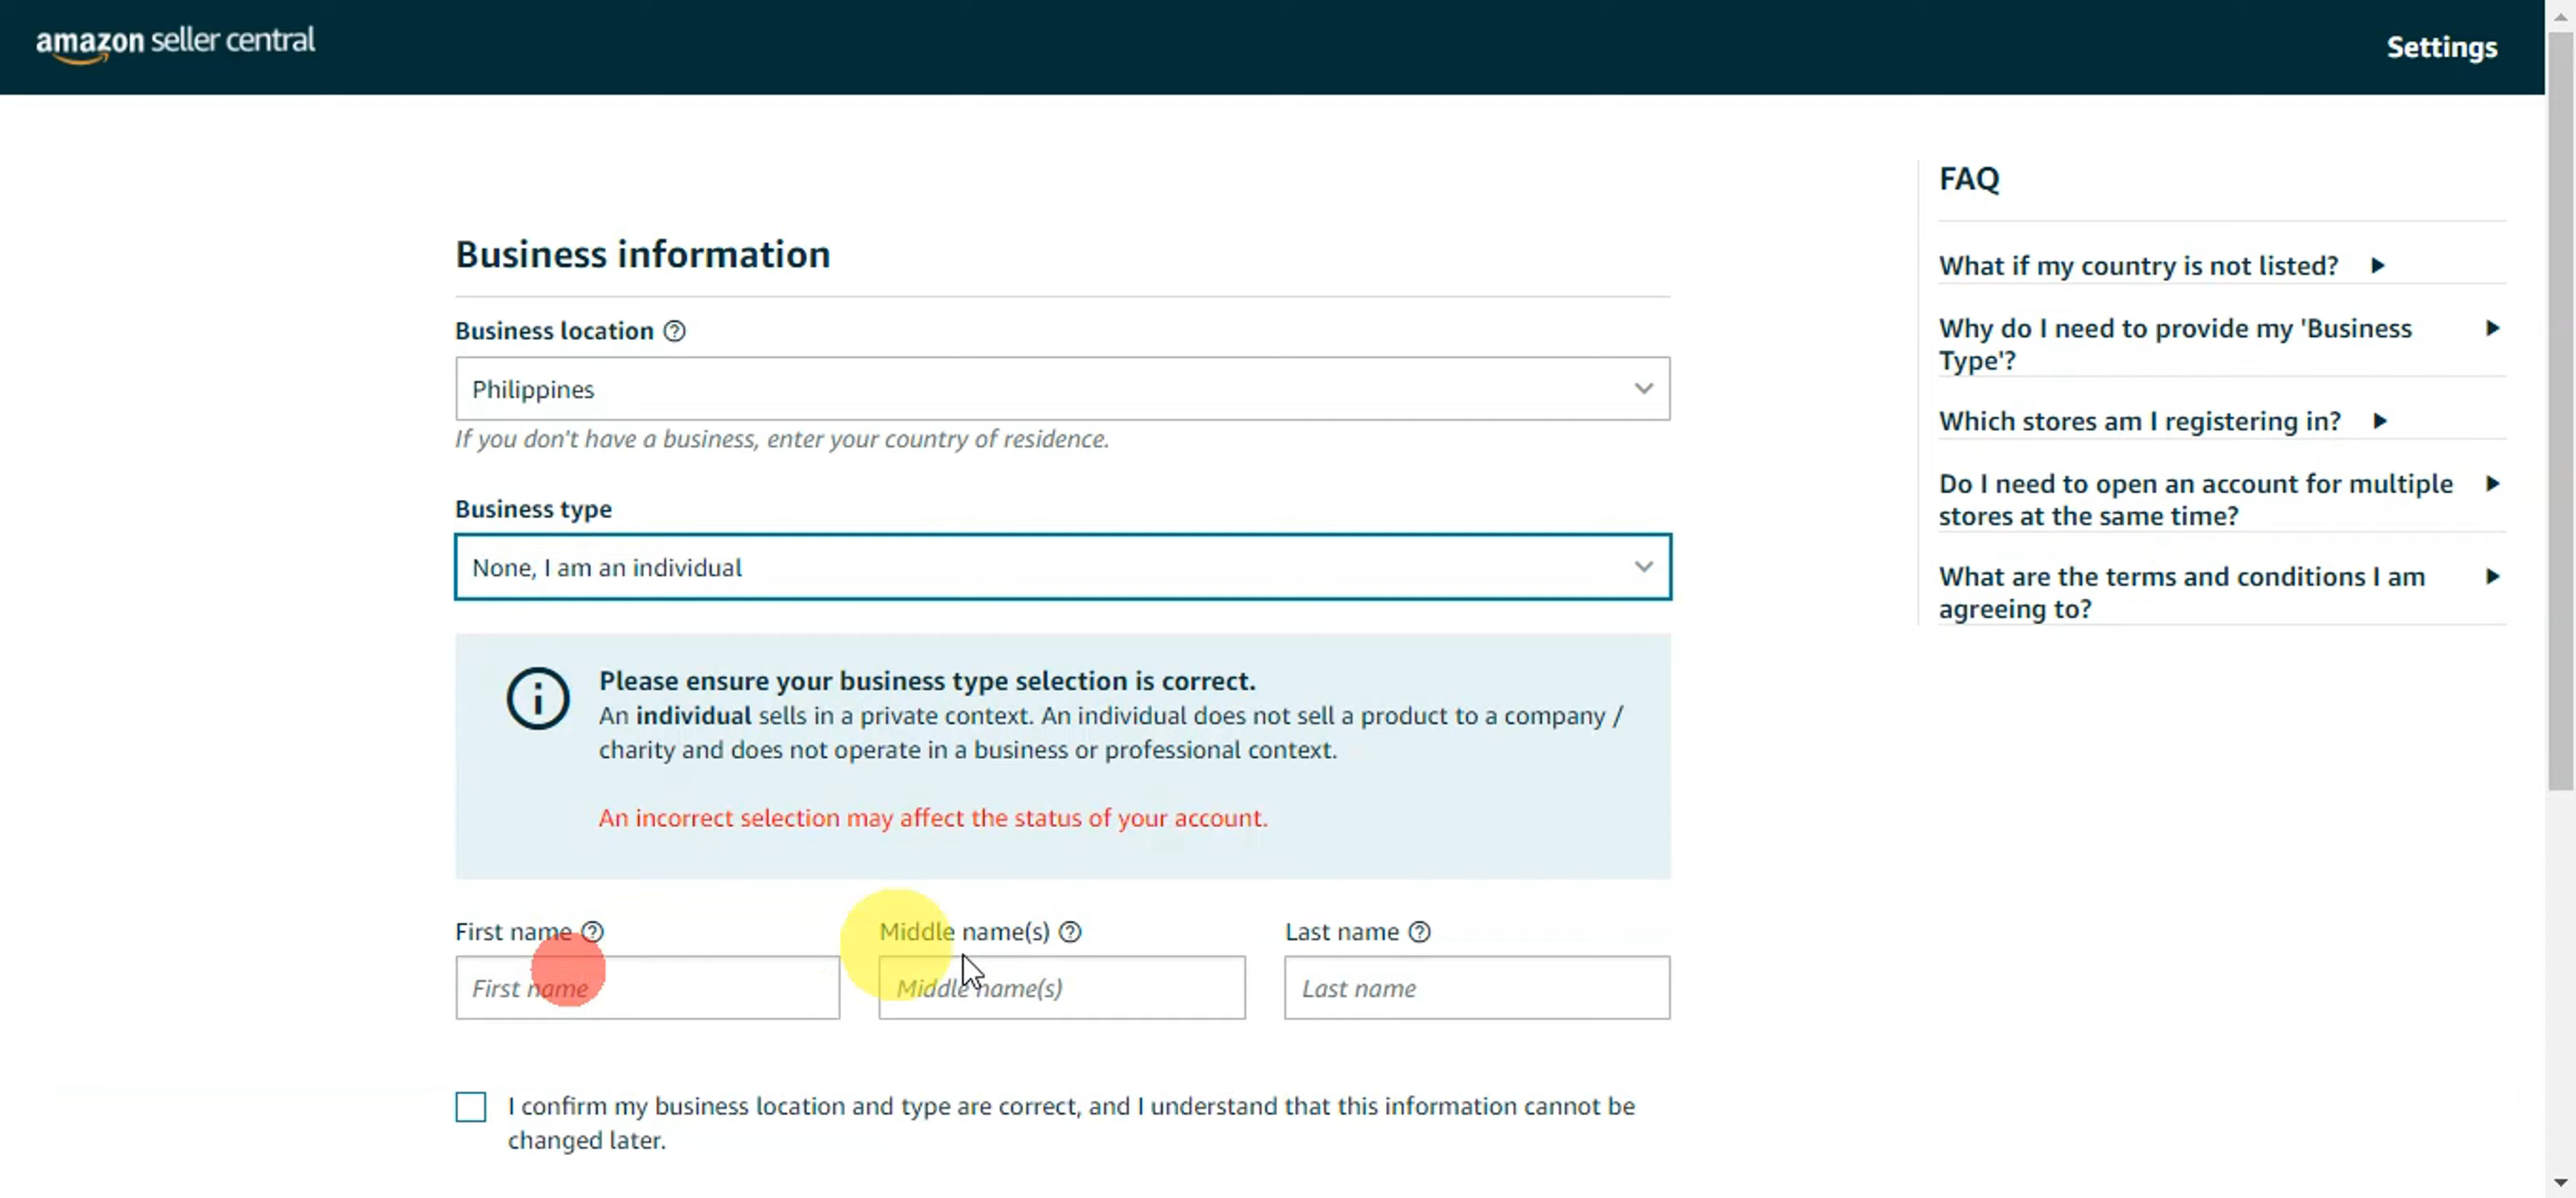 amazon seller central
Settings
Business information
Business location
Philippines
If you don't have a business, enter your country of residence.
Business type
None, I am an individual
Please ensure your business type selection is correct.
An individual sells in a private context. An individual does not sell a product to a company /
charity and does not operate in a business or professional context.
An incorrect selection may affect the status of your account.
First name
Middle name(s)
Last name
First name
Middle name(s)
Last name
I confirm my business location and type are correct, and I understand that this information cannot be
changed later.
FAQ
What if my country is not listed?
Why do I need to provide my 'Business
Type'?
Which stores am I registering in?
Do I need to open an account for multiple
stores at the same time?
What are the terms and conditions I am
agreeing to?